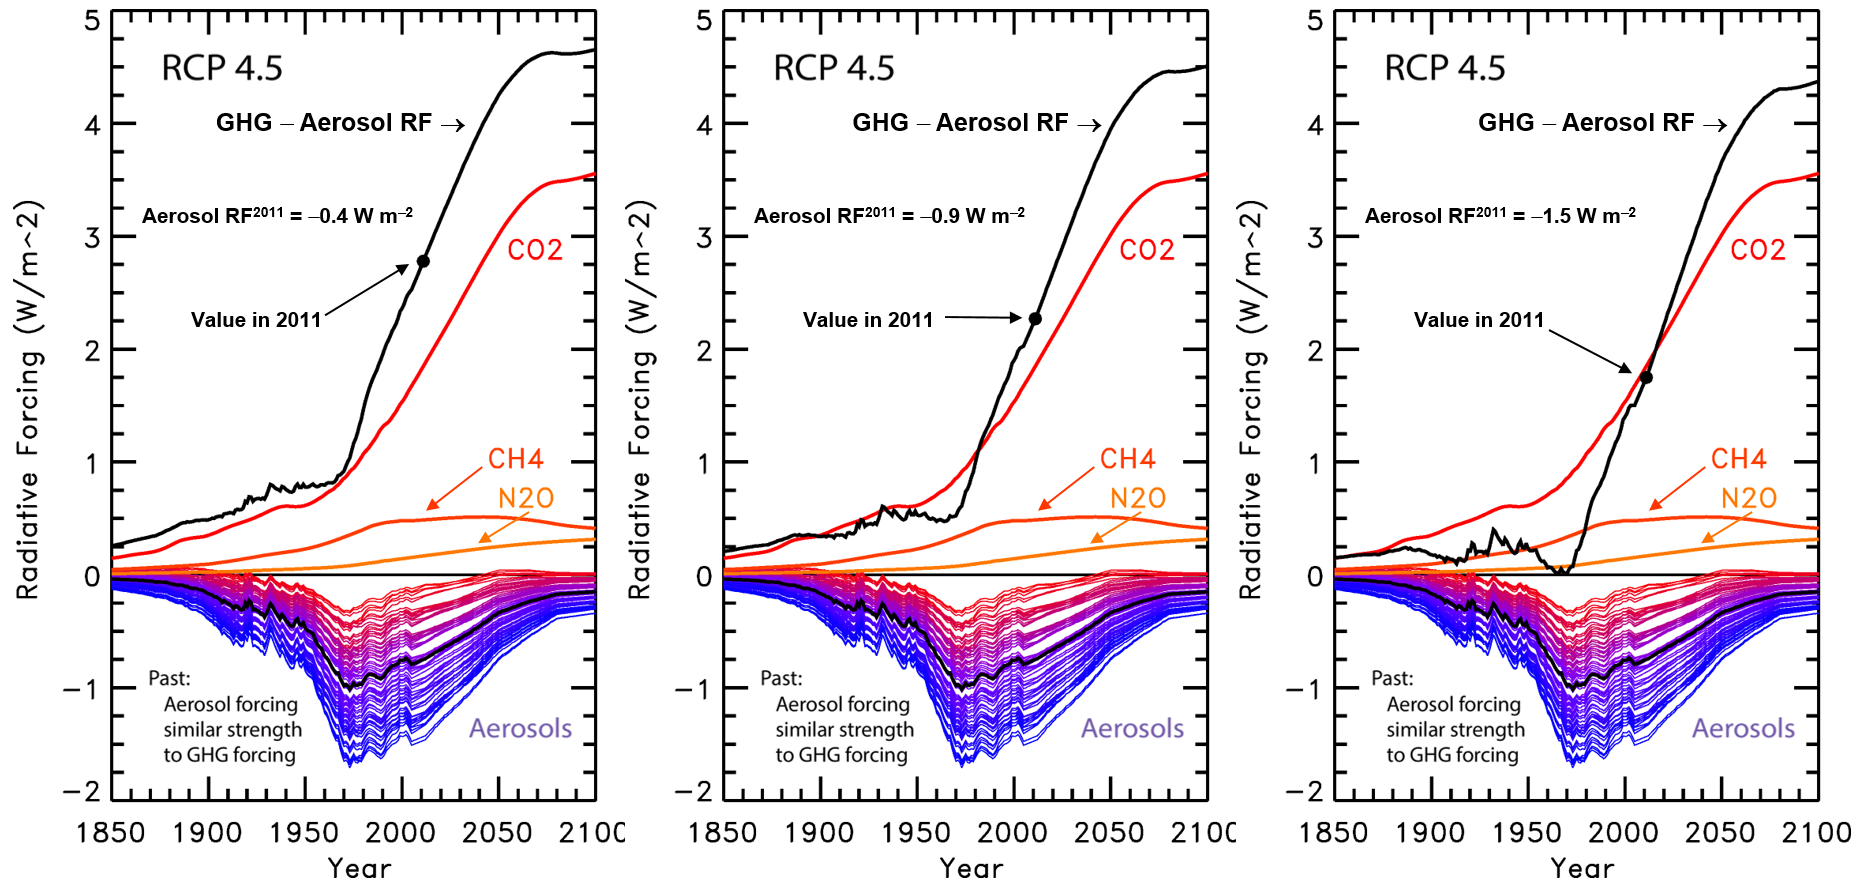 5
4
3
2
1
0
−1
−2
Radiative Forcing (W/m^2)
RCP 4.5
GHG – Aerosol RF →
Aerosol RF2011 = –0.4 W m–2
CO2
Value in 2011
CH4
N2O
Past:
Aerosol forcing
similar strength
to GHG forcing
Aerosols
1850 1900 1950 2000 2050 2100
Year
5
4
3
2
1
0
−1
−2
Radiative Forcing (W/m^2)
RCP 4.5
GHG – Aerosol RF →
Aerosol RF2011 = –0.9 W m–2
CO2
Value in 2011
CH4
N2O
Past:
Aerosol forcing
similar strength
to GHG forcing
Aerosols
1850 1900 1950 2000 2050 2100
Year
5
4
3
2
1
0
−1
−2
Radiative Forcing (W/m^2)
RCP 4.5
GHG – Aerosol RF →
Aerosol RF2011 = –1.5 W m–2
CO2
Value in 2011
CH4
N2O
Past:
Aerosol forcing
similar strength
to GHG forcing
Aerosols
1850 1900 1950 2000 2050 2100
Year